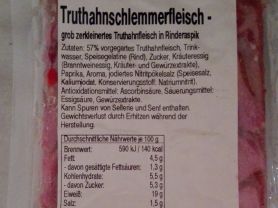 Truthahnschlemmerfleisch -
grob zerkleinertes Truthahnfleisch in Rinderaspik
Zutaten: 57% vorgegartes Truthahnfleisch, Trink-
wasser, Speisegelatine (Rind), Zucker, Kräuteressig
(Branntweinessig, Kräuter- und Gewürzextrakte),
Paprika, Aroma, jodiertes Nitritpökelsalz (Speisesalz,
Kaliumjodat, Konservierungsstoff: Natriumnitrit).
Antioxidationsmittel: Ascorbinsäure, Säuerungsmittel:
Essigsäure, Gewürzextrakte.
Kann Spuren von Sellerie und Senf enthalten.
Gewichtsverlust durch Erhitzen während der
Herstellung.
Durchschnittliche Nährwerte je 100 g
Brennwert: 590 kJ / 140 kcal
Fett: 4,5 g
- davon gesättigte Fettsäuren: 1,3 g
Kohlenhydrate: 5,5 g
- davon Zucker: 5,3 g
Eiweiß: 19 g
Salz: 1,5 g